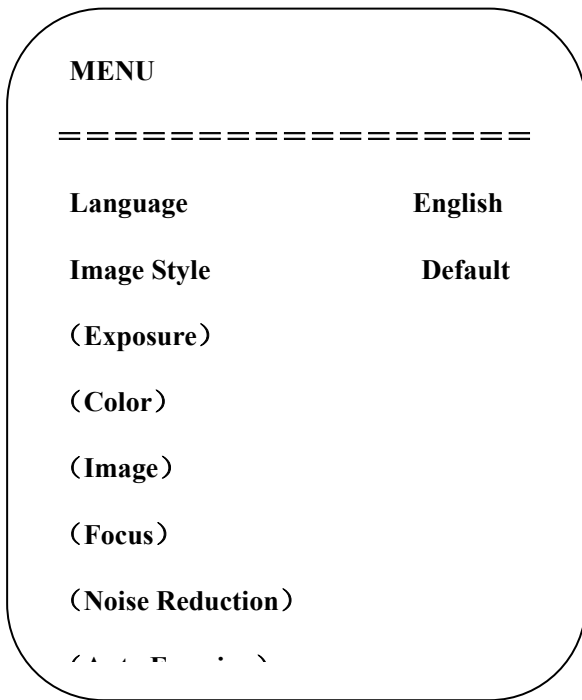 MENU
==================
Language English
Image Style Default
（Exposure）
（Color）
（Image）
（Focus）
（Noise Reduction）